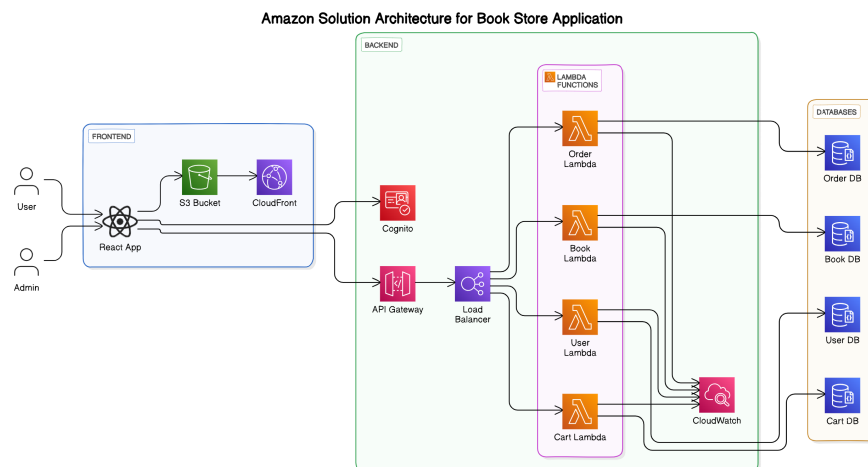 Amazon Solution Architecture for Book Store Application
BACKEND
LAMBDA
FUNCTIONS
DATABASES
FRONTEND
Order
Lambda
Order DB
User
S3 Bucket
CloudFront
Cognito
React App
Book
Lambda
Book DB
Admin
API Gateway
Load
Balancer
User
Lambda
User DB
Cart Lambda
CloudWatch
Cart DB